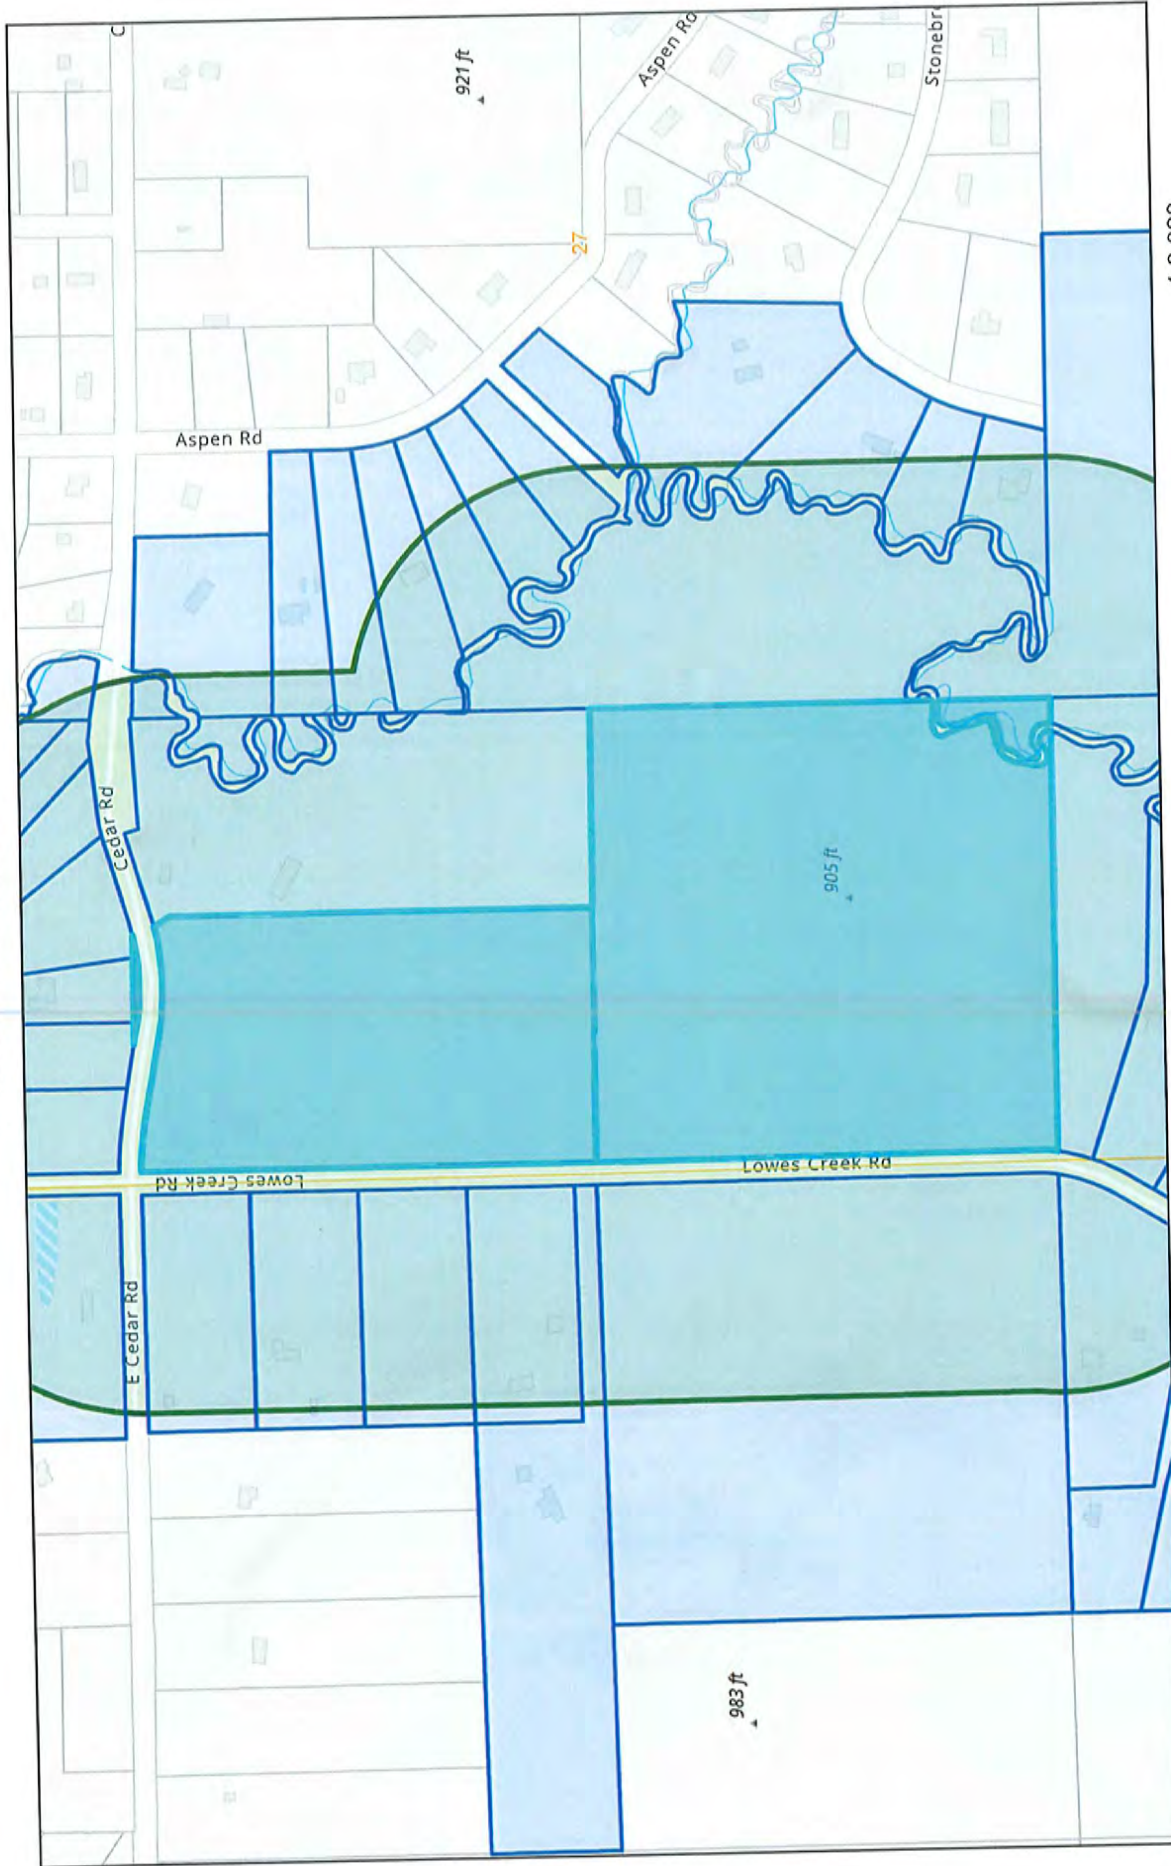 C
921 ft
Aspen Rd
Stonebr
27
Aspen Rd
Cedar Rd
905 ft
Lowes Creek Rd
Lowes Creek Rd
E Cedar Rd
983 ft